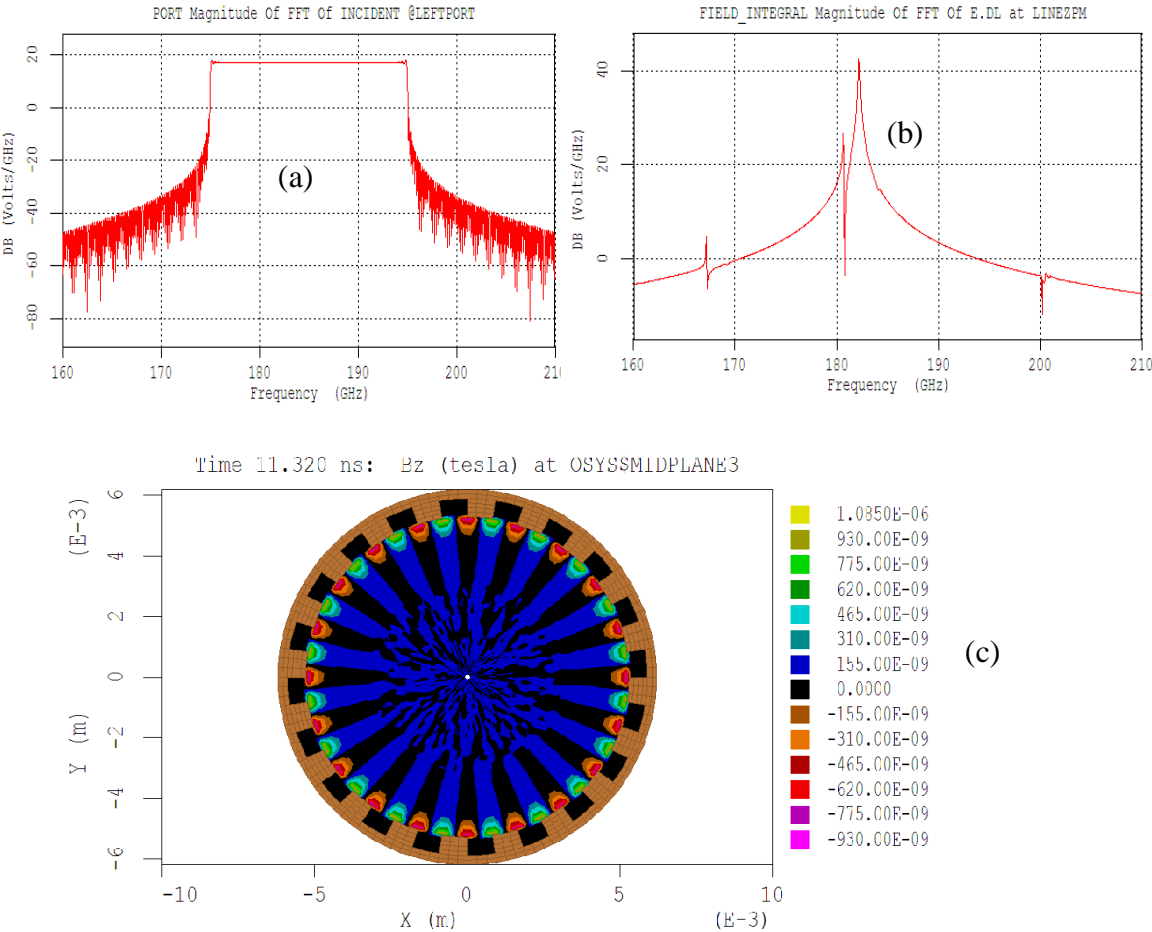 PORT Magnitude Of FFT Of INCIDENT @LEFTPORT
DB (Volts/GHz)
20
0
-20
-40
-60
-80
(a)
160 170 180 190 200 210
Frequency (GHz)
FIELD_INTEGRAL Magnitude Of FFT Of E.DL at LINEZPM
DB (Volts/GHz)
40
20
0
(b)
160 170 180 190 200 210
Frequency (GHz)
Time 11.320 ns: Bz (tesla) at OSYS$MIDPLANE3
(E-3)
Y (m)
6
4
2
0
-2
-4
-6
-10 -5 0 5 10
X (m) (E-3)
1.0850E-06
930.00E-09
775.00E-09
620.00E-09
465.00E-09
310.00E-09
155.00E-09
0.0000
-155.00E-09
-310.00E-09
-465.00E-09
-620.00E-09
-775.00E-09
-930.00E-09
(c)